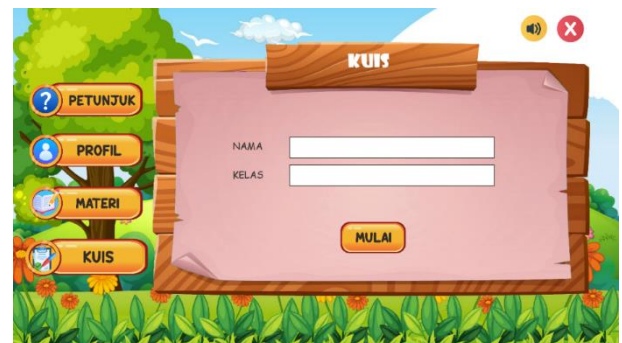 KUIS
X
? PETUNJUK
PROFIL
MATERI
KUIS
NAMA
KELAS
MULAI